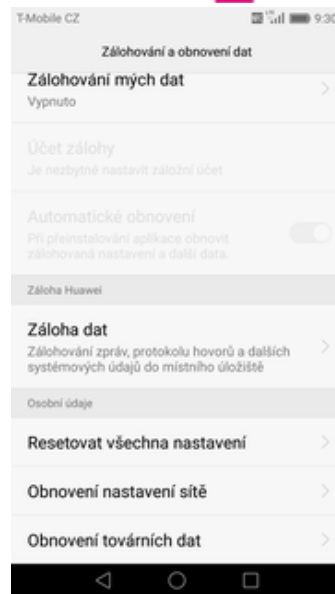 T-Mobile CZ 9:30
Zálohování a obnovení dat
Zálohování mých dat
Vypnuto
Účet zálohy
Je nezbytné nastavit záložní účet
Automatické obnovení
Při přeinstalování aplikace obnovit
zálohovaná nastavení a další data.
Záloha Huawei
Záloha dat
Zálohování zpráv, protokolu hovorů a dalších
systémových údajů do místního úložiště
Osobní údaje
Resetovat všechna nastavení
Obnovení nastavení sítě
Obnovení továrních dat